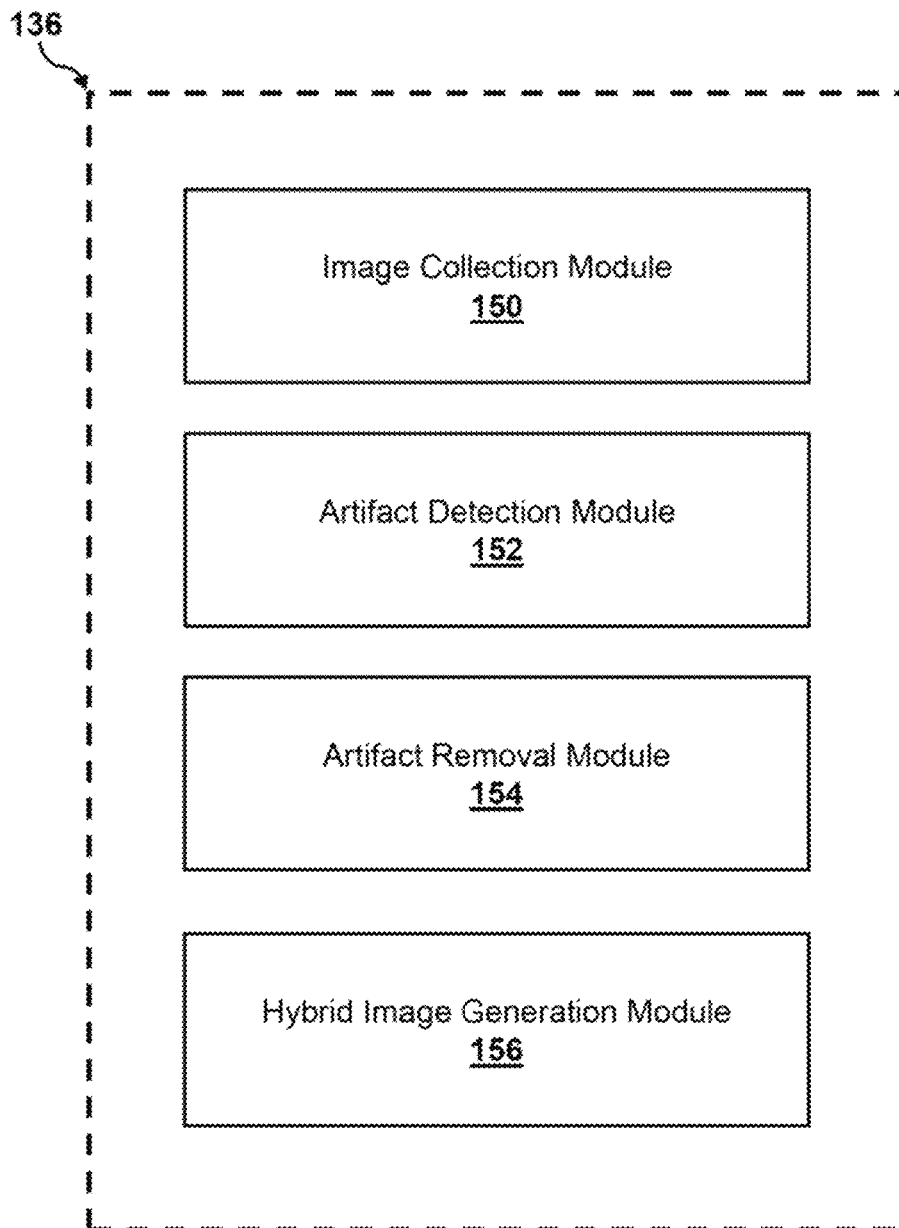 136
Image Collection Module
150
Artifact Detection Module
152
Artifact Removal Module
154
Hybrid Image Generation Module
156